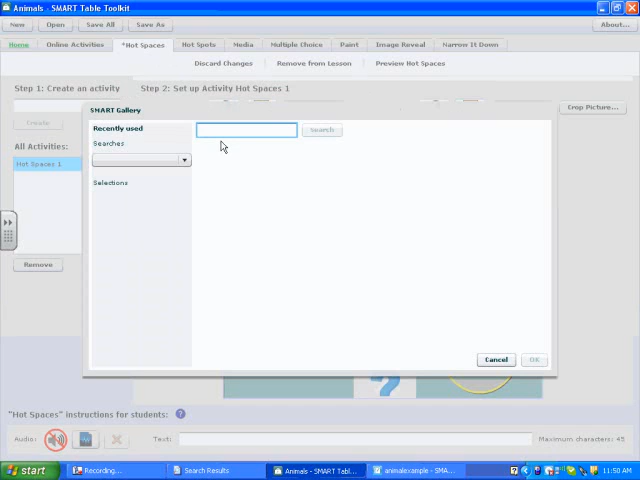 Animals - SMART Table Toolkit
New Open Save All Save As About...
Home Online Activities *Hot Spaces Hot Spots Media Multiple Choice Paint Image Reveal Narrow It Down
Discard Changes Remove from Lesson Preview Hot Spaces
Step 1: Create an activity Step 2: Set up Activity Hot Spaces 1
Crop Picture...
SMART Gallery
Create
Recently used Search
Searches
All Activities:
Hot Spaces 1
Selections
Remove
Cancel OK
"Hot Spaces" instructions for students: ?
Audio: Text: Maximum characters: 45
start Recording... Search Results Animals - SMART Tabl... animalexample - SMA... ? 11:50 AM